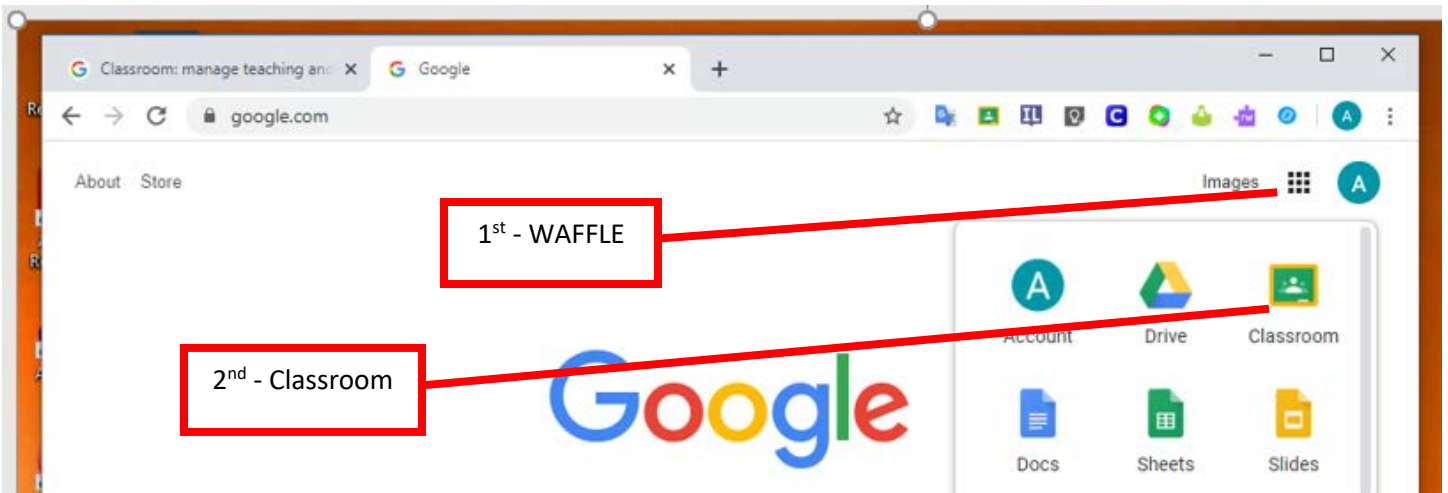 Classroom: manage teaching and
Google
google.com
About Store
Images
A
1st - WAFFLE
A
Account
Drive
Classroom
2nd - Classroom
Google
Docs
Sheets
Slides